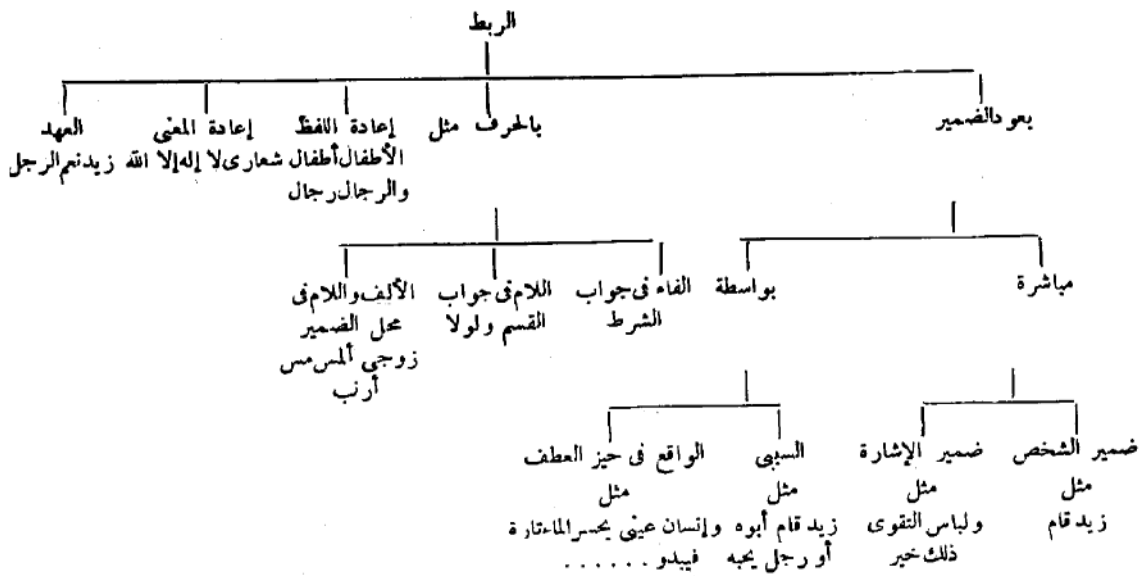 الربط
بعود الضمير
بالحرف مثل
إعادة اللفظ
الأطفال أطفال
والرجال رجال
إعادة المعنى
شعارى لا إله إلا الله
العهد
زيد نعم الرجل
مباشرة
بواسطة
الفاء فى جواب
الشرط
اللام فى جواب
القسم ولولا
الألف واللام فى
محل الضمير
زوجى ألمس مس
أرنب
ضمير الشخص
مثل
زيد قام
ضمير الإشارة
مثل
ولباس التقوى
ذلك خير
السببى
مثل
زيد قام أبوه
أو رجل يحبه
الواقع فى حيز العطف
مثل
وإنسان عينى يحسر الماء تارة
فيبدو . . . . . .